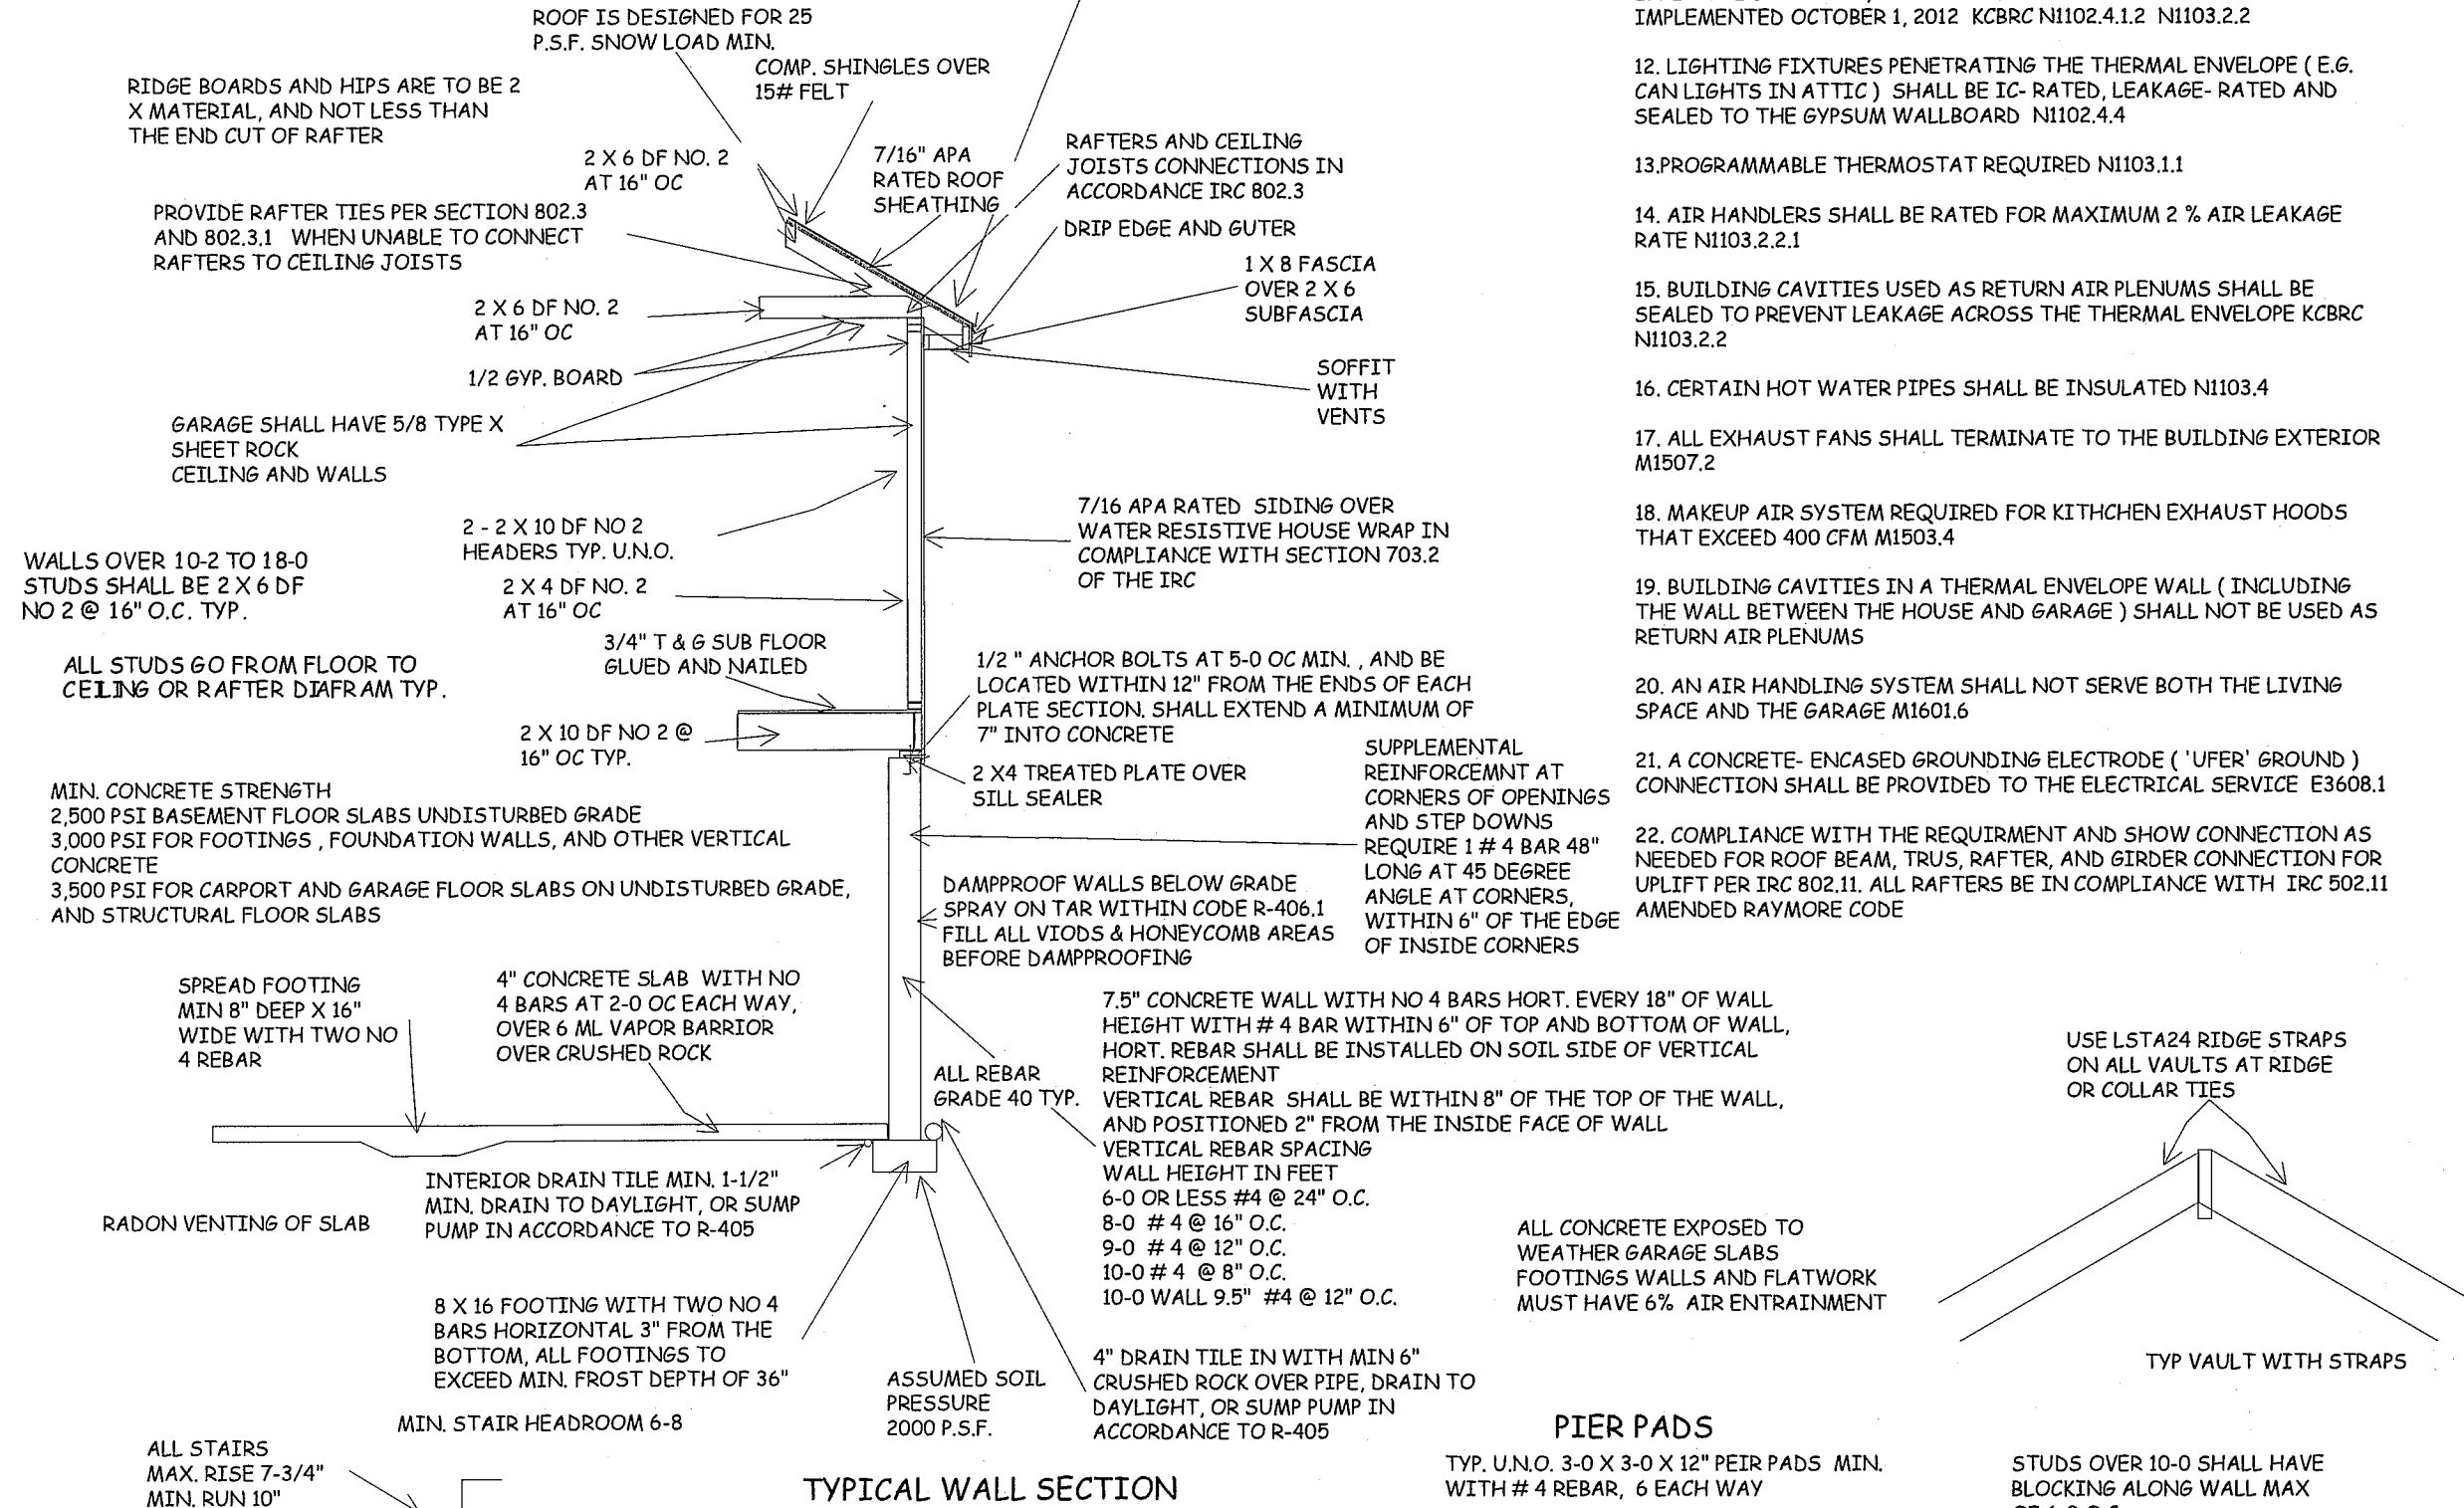 ROOF IS DESIGNED FOR 25
P.S.F. SNOW LOAD MIN.
COMP. SHINGLES OVER
15# FELT
RIDGE BOARDS AND HIPS ARE TO BE 2
X MATERIAL, AND NOT LESS THAN
THE END CUT OF RAFTER
2 X 6 DF NO. 2
AT 16" OC
7/16" APA
RATED ROOF
SHEATHING
RAFTERS AND CEILING
JOISTS CONNECTIONS IN
ACCORDANCE IRC 802.3
PROVIDE RAFTER TIES PER SECTION 802.3
AND 802.3.1 WHEN UNABLE TO CONNECT
RAFTERS TO CEILING JOISTS
DRIP EDGE AND GUTER
1 X 8 FASCIA
OVER 2 X 6
SUBFASCIA
2 X 6 DF NO. 2
AT 16" OC
1/2 GYP. BOARD
SOFFIT
WITH
VENTS
GARAGE SHALL HAVE 5/8 TYPE X
SHEET ROCK
CEILING AND WALLS
2 - 2 X 10 DF NO 2
HEADERS TYP. U.N.O.
7/16 APA RATED SIDING OVER
WATER RESISTIVE HOUSE WRAP IN
COMPLIANCE WITH SECTION 703.2
OF THE IRC
WALLS OVER 10-2 TO 18-0
STUDS SHALL BE 2 X 6 DF
NO 2 @ 16" O.C. TYP.
2 X 4 DF NO. 2
AT 16" OC
3/4" T & G SUB FLOOR
GLUED AND NAILED
ALL STUDS GO FROM FLOOR TO
CEILING OR RAFTER DIAFRAM TYP.
1/2 " ANCHOR BOLTS AT 5-0 OC MIN. , AND BE
LOCATED WITHIN 12" FROM THE ENDS OF EACH
PLATE SECTION. SHALL EXTEND A MINIMUM OF
7" INTO CONCRETE
2 X 10 DF NO 2 @
16" OC TYP.
2 X4 TREATED PLATE OVER
SILL SEALER
SUPPLEMENTAL
REINFORCEMNT AT
CORNERS OF OPENINGS
AND STEP DOWNS
REQUIRE 1 # 4 BAR 48"
LONG AT 45 DEGREE
ANGLE AT CORNERS,
WITHIN 6" OF THE EDGE
OF INSIDE CORNERS
MIN. CONCRETE STRENGTH
2,500 PSI BASEMENT FLOOR SLABS UNDISTURBED GRADE
3,000 PSI FOR FOOTINGS , FOUNDATION WALLS, AND OTHER VERTICAL
CONCRETE
3,500 PSI FOR CARPORT AND GARAGE FLOOR SLABS ON UNDISTURBED GRADE,
AND STRUCTURAL FLOOR SLABS
DAMPPROOF WALLS BELOW GRADE
SPRAY ON TAR WITHIN CODE R-406.1
FILL ALL VIODS & HONEYCOMB AREAS
BEFORE DAMPPROOFING
SPREAD FOOTING
MIN 8" DEEP X 16"
WIDE WITH TWO NO
4 REBAR
4" CONCRETE SLAB WITH NO
4 BARS AT 2-0 OC EACH WAY,
OVER 6 ML VAPOR BARRIOR
OVER CRUSHED ROCK
ALL REBAR
GRADE 40 TYP.
7.5" CONCRETE WALL WITH NO 4 BARS HORT. EVERY 18" OF WALL
HEIGHT WITH # 4 BAR WITHIN 6" OF TOP AND BOTTOM OF WALL,
HORT. REBAR SHALL BE INSTALLED ON SOIL SIDE OF VERTICAL
REINFORCEMENT
VERTICAL REBAR SHALL BE WITHIN 8" OF THE TOP OF THE WALL,
AND POSITIONED 2" FROM THE INSIDE FACE OF WALL
VERTICAL REBAR SPACING
WALL HEIGHT IN FEET
6-0 OR LESS #4 @ 24" O.C.
8-0 # 4 @ 16" O.C.
9-0 # 4 @ 12" O.C.
10-0 # 4 @ 8" O.C.
10-0 WALL 9.5" #4 @ 12" O.C.
INTERIOR DRAIN TILE MIN. 1-1/2"
MIN. DRAIN TO DAYLIGHT, OR SUMP
PUMP IN ACCORDANCE TO R-405
RADON VENTING OF SLAB
8 X 16 FOOTING WITH TWO NO 4
BARS HORIZONTAL 3" FROM THE
BOTTOM, ALL FOOTINGS TO
EXCEED MIN. FROST DEPTH OF 36"
ASSUMED SOIL
PRESSURE
2000 P.S.F.
4" DRAIN TILE IN WITH MIN 6"
CRUSHED ROCK OVER PIPE, DRAIN TO
DAYLIGHT, OR SUMP PUMP IN
ACCORDANCE TO R-405
MIN. STAIR HEADROOM 6-8
ALL STAIRS
MAX. RISE 7-3/4"
MIN. RUN 10"
TYPICAL WALL SECTION
IMPLEMENTED OCTOBER 1, 2012 KCBRC N1102.4.1.2 N1103.2.2
12. LIGHTING FIXTURES PENETRATING THE THERMAL ENVELOPE ( E.G.
CAN LIGHTS IN ATTIC ) SHALL BE IC- RATED, LEAKAGE- RATED AND
SEALED TO THE GYPSUM WALLBOARD N1102.4.4
13.PROGRAMMABLE THERMOSTAT REQUIRED N1103.1.1
14. AIR HANDLERS SHALL BE RATED FOR MAXIMUM 2 % AIR LEAKAGE
RATE N1103.2.2.1
15. BUILDING CAVITIES USED AS RETURN AIR PLENUMS SHALL BE
SEALED TO PREVENT LEAKAGE ACROSS THE THERMAL ENVELOPE KCBRC
N1103.2.2
16. CERTAIN HOT WATER PIPES SHALL BE INSULATED N1103.4
17. ALL EXHAUST FANS SHALL TERMINATE TO THE BUILDING EXTERIOR
M1507.2
18. MAKEUP AIR SYSTEM REQUIRED FOR KITHCHEN EXHAUST HOODS
THAT EXCEED 400 CFM M1503.4
19. BUILDING CAVITIES IN A THERMAL ENVELOPE WALL ( INCLUDING
THE WALL BETWEEN THE HOUSE AND GARAGE ) SHALL NOT BE USED AS
RETURN AIR PLENUMS
20. AN AIR HANDLING SYSTEM SHALL NOT SERVE BOTH THE LIVING
SPACE AND THE GARAGE M1601.6
21. A CONCRETE- ENCASED GROUNDING ELECTRODE ( 'UFER' GROUND )
CONNECTION SHALL BE PROVIDED TO THE ELECTRICAL SERVICE E3608.1
22. COMPLIANCE WITH THE REQUIRMENT AND SHOW CONNECTION AS
NEEDED FOR ROOF BEAM, TRUS, RAFTER, AND GIRDER CONNECTION FOR
UPLIFT PER IRC 802.11. ALL RAFTERS BE IN COMPLIANCE WITH IRC 502.11
AMENDED RAYMORE CODE
USE LSTA24 RIDGE STRAPS
ON ALL VAULTS AT RIDGE
OR COLLAR TIES
ALL CONCRETE EXPOSED TO
WEATHER GARAGE SLABS
FOOTINGS WALLS AND FLATWORK
MUST HAVE 6% AIR ENTRAINMENT
TYP VAULT WITH STRAPS
PIER PADS
TYP. U.N.O. 3-0 X 3-0 X 12" PEIR PADS MIN.
WITH # 4 REBAR, 6 EACH WAY
STUDS OVER 10-0 SHALL HAVE
BLOCKING ALONG WALL MAX